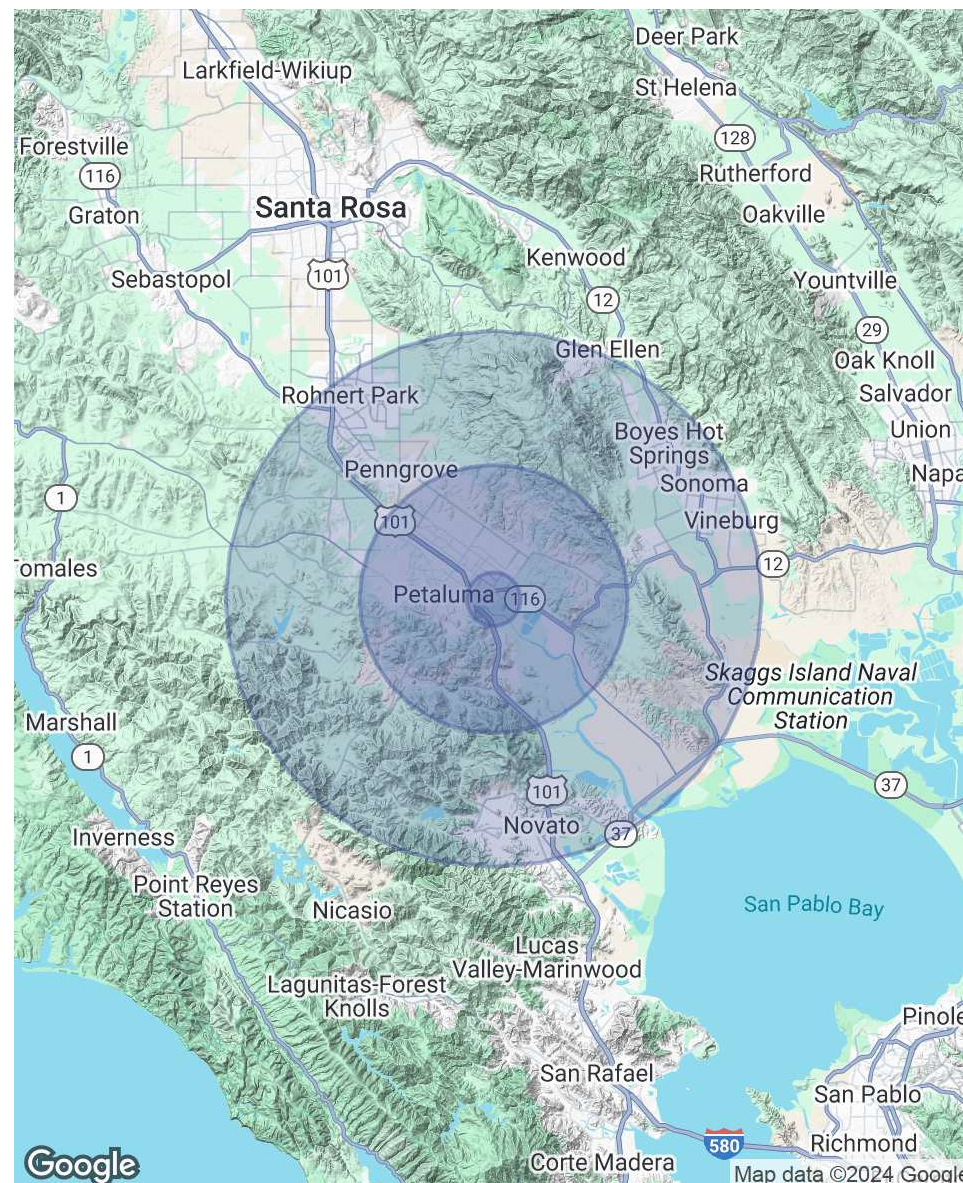 Deer Park
Larkfield-Wikiup
St Helena
128
Forestville
116
Rutherford
Santa Rosa
Graton
Oakville
Kenwood
101
Sebastopol
Yountville
12
29
Glen Ellen
Oak Knoll
Rohnert Park
Salvador
Boyes Hot
Springs
Union
Penngrove
Napa
Sonoma
1
101
Vineburg
12
Tomales
Petaluma
116
Skaggs Island Naval
Communication
Station
Marshall
1
37
101
Novato
37
Inverness
Point Reyes
Station
San Pablo Bay
Nicasio
Lucas
Valley-Marinwood
Lagunitas-Forest
Knolls
Pinole
San Rafael
San Pablo
580
Richmond
Google
Corte Madera
Map data ©2024 Google